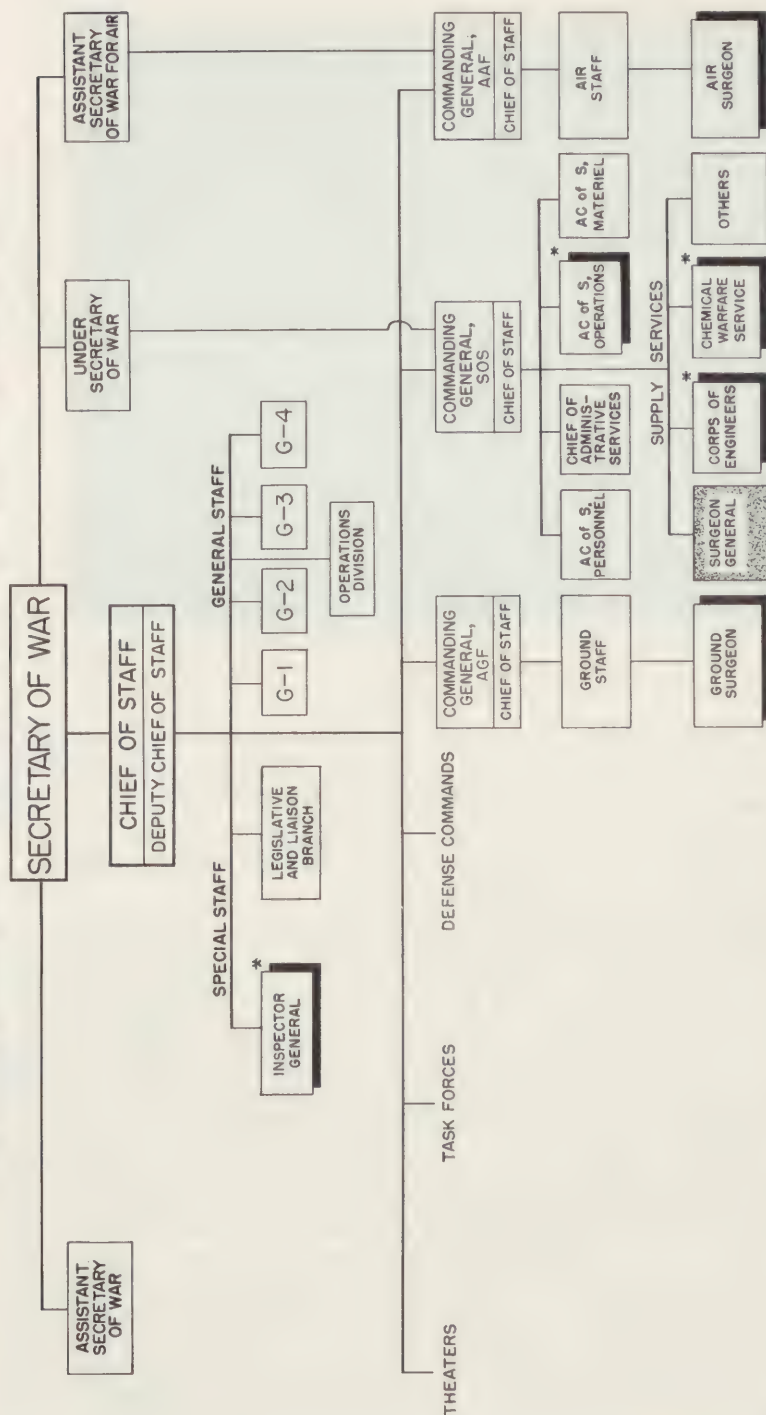 SECRETARY OF WAR
ASSISTANT
SECRETARY
OF WAR
UNDER
SECRETARY
OF WAR
ASSISTANT
SECRETARY
OF WAR FOR AIR
CHIEF OF STAFF
DEPUTY CHIEF OF STAFF
SPECIAL STAFF
GENERAL STAFF
*
INSPECTOR
GENERAL
LEGISLATIVE
AND LIAISON
BRANCH
G-1
G-2
G-3
G-4
OPERATIONS
DIVISION
THEATERS
TASK FORCES
DEFENSE COMMANDS
COMMANDING
GENERAL,
AGF
CHIEF OF STAFF
COMMANDING
GENERAL,
SOS
CHIEF OF STAFF
COMMANDING
GENERAL,
AAF
CHIEF OF STAFF
GROUND
STAFF
AC of S,
PERSONNEL
CHIEF OF
ADMINIS-
TRATIVE
SERVICES
*
AC of S,
OPERATIONS
AC of S,
MATERIEL
AIR
STAFF
SUPPLY SERVICES
GROUND
SURGEON
SURGEON
GENERAL
*
CORPS OF
ENGINEERS
*
CHEMICAL
WARFARE
SERVICE
OTHERS
AIR
SURGEON